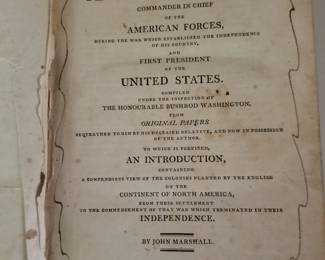 COMMANDER IN CHIEF
OF THE
AMERICAN FORCES,
DURING THE WAR WHICH ESTABLISHED THE INDEPENDENCE
OF HIS COUNTRY,
AND
FIRST PRESIDENT
OF THE
UNITED STATES.
COMPILED
UNDER THE INSPECTION OF
THE HONOURABLE BUSHROD WASHINGTON,
FROM
ORIGINAL PAPERS
BEQUEATHED TO HIM BY HIS DECEASED RELATIVE, AND NOW IN POSSESSION
OF THE AUTHOR.
TO WHICH IS PREFIXED,
AN INTRODUCTION,
CONTAINING
A COMPENDIOUS VIEW OF THE COLONIES PLANTED BY THE ENGLISH
ON THE
CONTINENT OF NORTH AMERICA,
FROM THEIR SETTLEMENT
TO THE COMMENCEMENT OF THAT WAR WHICH TERMINATED IN THEIR
INDEPENDENCE.
BY JOHN MARSHALL.